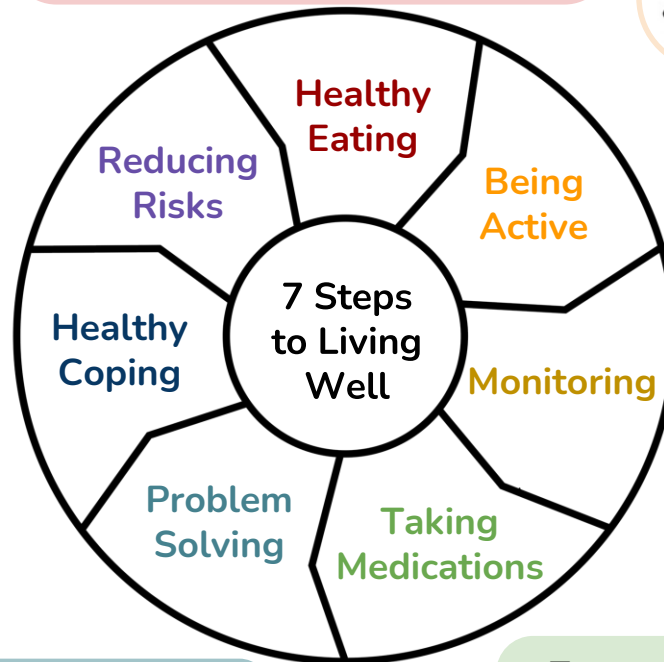 Healthy
Eating
Being
Active
Monitoring
Taking
Medications
Problem
Solving
Healthy
Coping
Reducing
Risks
7 Steps
to Living
Well